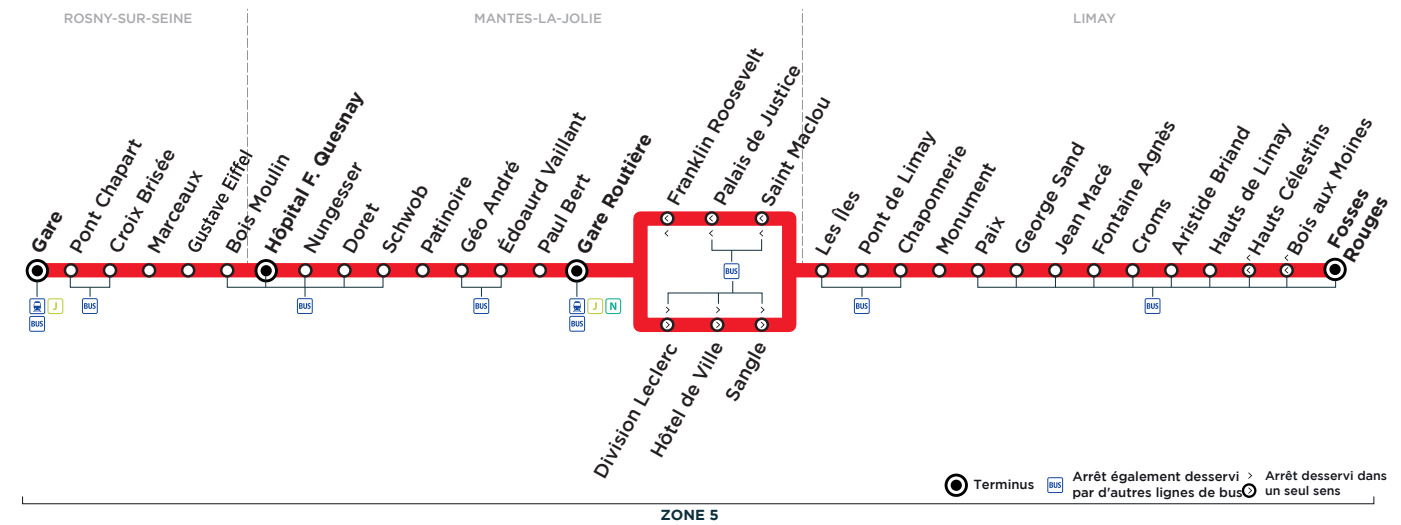 ROSNY-SUR-SEINE
MANTES-LA-JOLIE
LIMAY
Gare
Pont Chapart
Croix Brisée
Marceaux
Gustave Eiffel
Bois Moulin
Hôpital F. Quesnay
Nungesser
Doret
Schwob
Patinoire
Géo André
Édoaurd Vaillant
Paul Bert
Gare Routière
Franklin Roosevelt
Palais de Justice
Saint Maclou
Division Leclerc
Hôtel de Ville
Sangle
Les Îles
Pont de Limay
Chaponnerie
Monument
Paix
George Sand
Jean Macé
Fontaine Agnès
Croms
Aristide Briand
Hauts de Limay
Hauts Célestins
Bois aux Moines
Fosses
Rouges
J
BUS
BUS
BUS
BUS
J N
BUS
BUS
BUS
BUS
Terminus
BUS
Arrêt également desservi
par d'autres lignes de bus
Arrêt desservi dans
un seul sens
ZONE 5